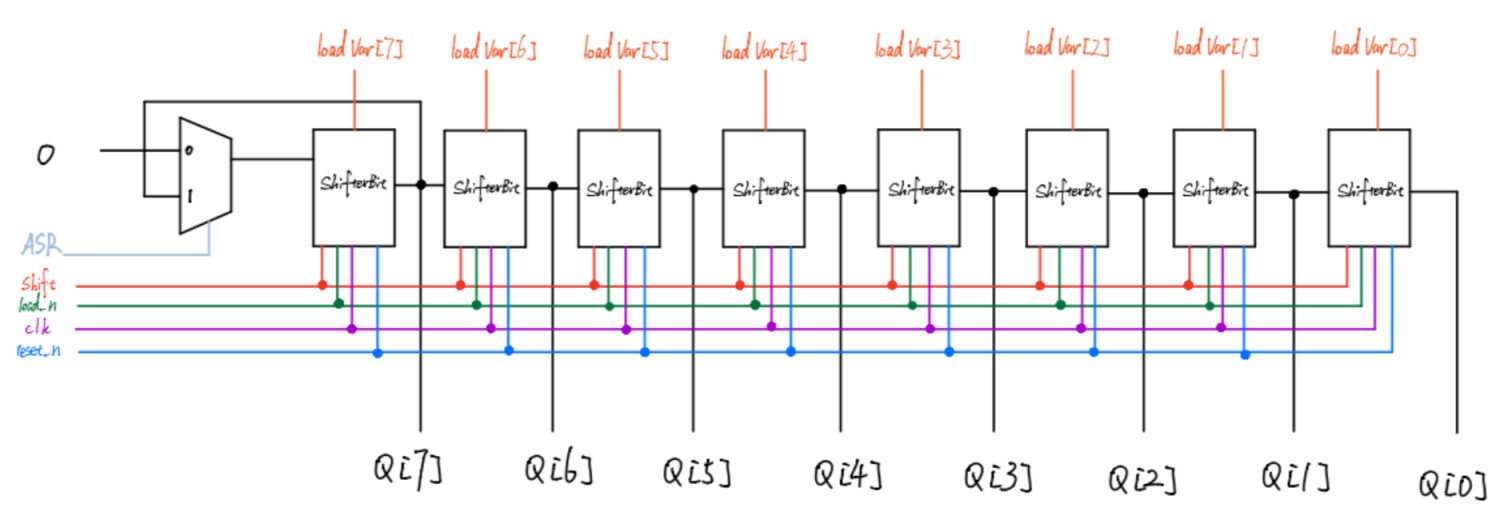 load Var[7] load Var[6] load Var[5] load Var[4] load Var[3] load Var[2] load Var[1] load Var[0]
0
0
1
ShifterBit ShifterBit ShifterBit ShifterBit ShifterBit ShifterBit ShifterBit ShifterBit
ASR
Shift
load_n
clk
reset_n
Q[7] Q[6] Q[5] Q[4] Q[3] Q[2] Q[1] Q[0]